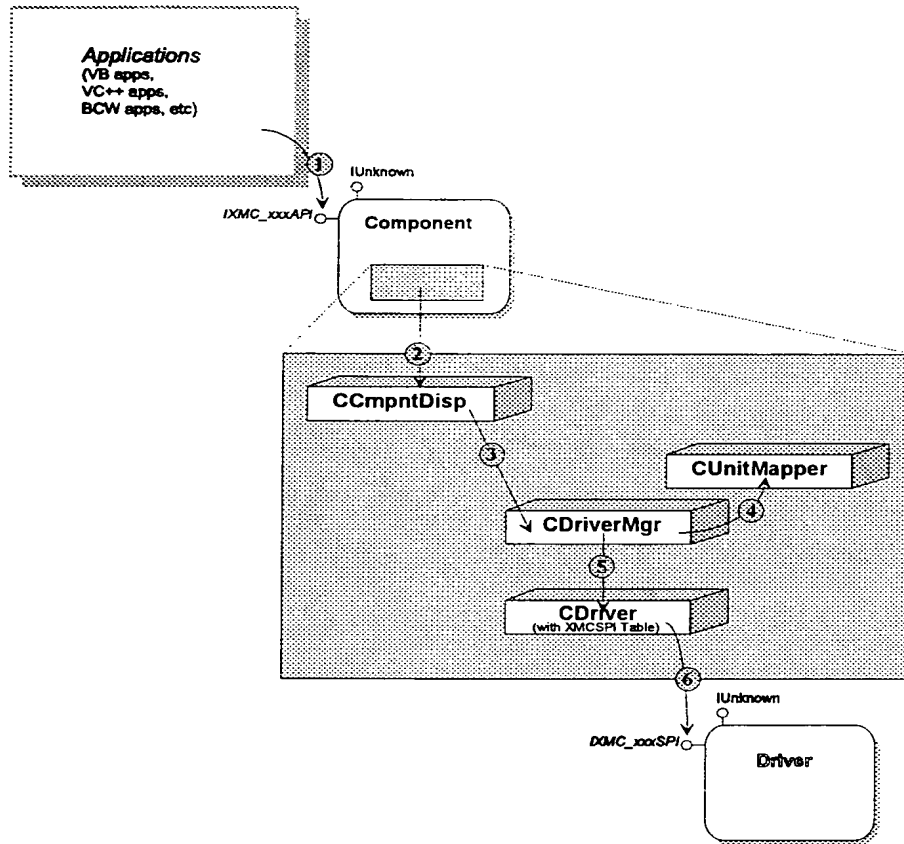 Applications
(VB apps,
VC++ apps,
BCW apps, etc)
1
IUnknown
IXMC_xxxAPI
Component
2
CCmpntDisp
3
CUnitMapper
4
CDriverMgr
5
CDriver
(with XMCSPI Table)
6
IUnknown
IXMC_xxxSPI
Driver